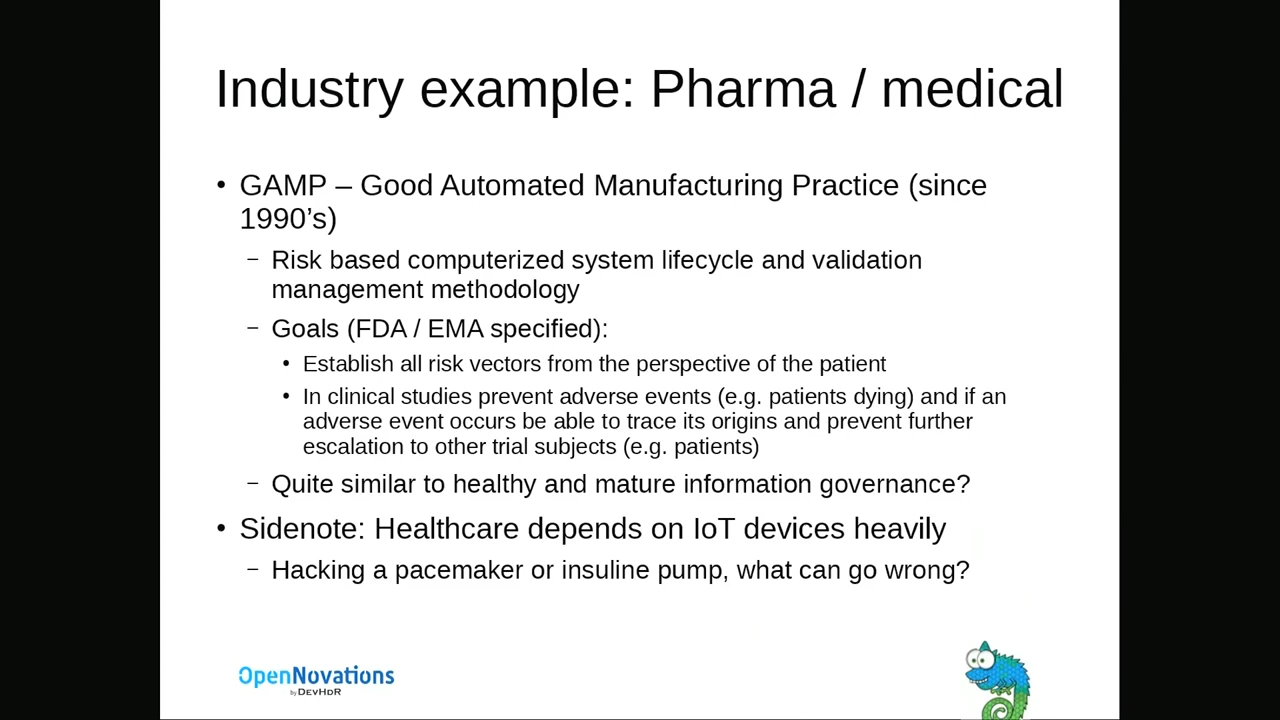 Industry example: Pharma / medical
• GAMP – Good Automated Manufacturing Practice (since
1990’s)
– Risk based computerized system lifecycle and validation
management methodology
– Goals (FDA / EMA specified):
• Establish all risk vectors from the perspective of the patient
• In clinical studies prevent adverse events (e.g. patients dying) and if an
adverse event occurs be able to trace its origins and prevent further
escalation to other trial subjects (e.g. patients)
– Quite similar to healthy and mature information governance?
• Sidenote: Healthcare depends on IoT devices heavily
– Hacking a pacemaker or insuline pump, what can go wrong?
OpenNovations
by DEVHDR